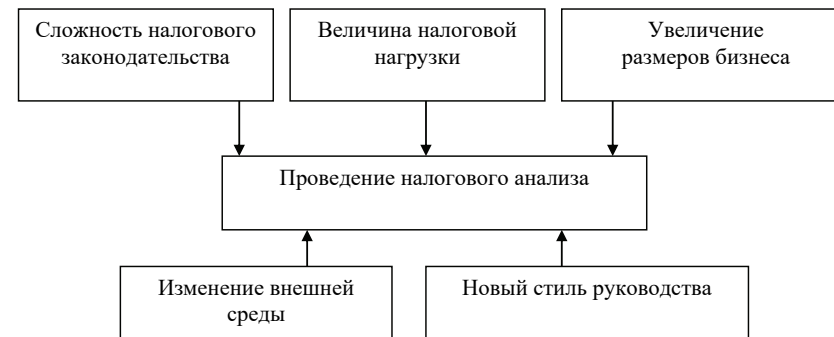 Сложность налогового
законодательства
Величина налоговой
нагрузки
Увеличение
размеров бизнеса
Проведение налогового анализа
Изменение внешней
среды
Новый стиль руководства